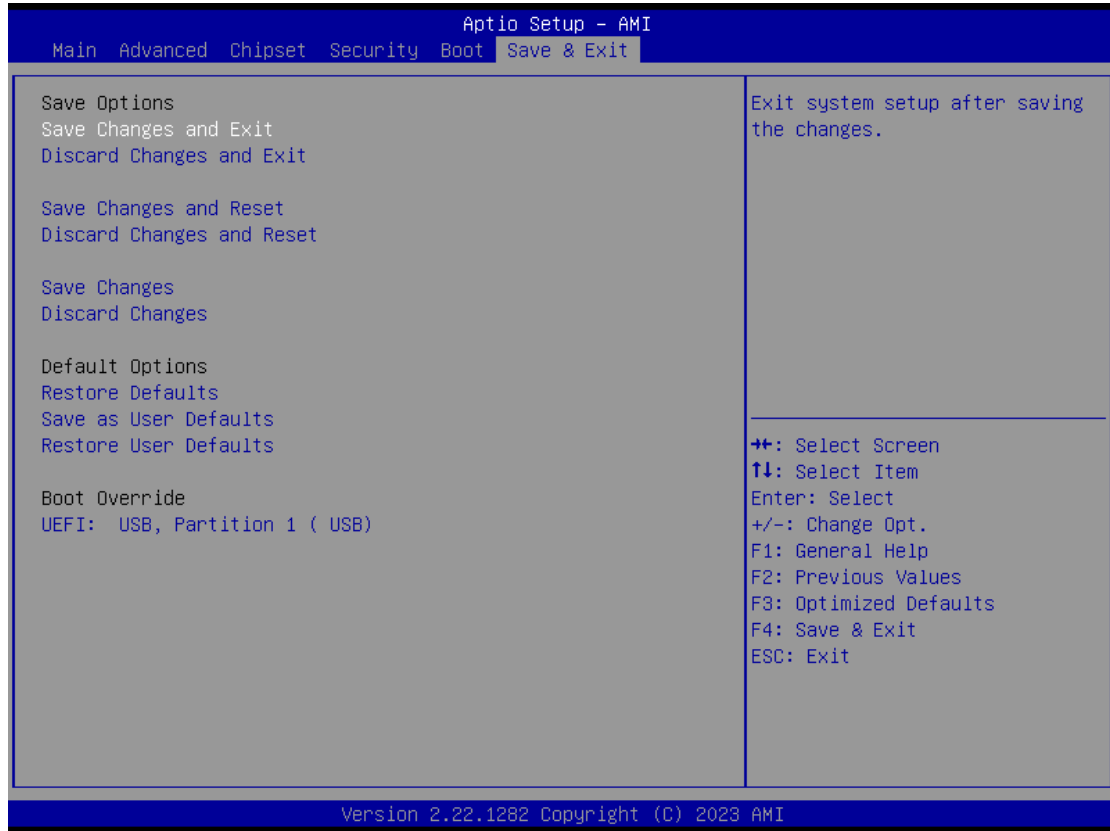 Aptio Setup – AMI
Main Advanced Chipset Security Boot Save & Exit
Save Options
Save Changes and Exit
Discard Changes and Exit
Save Changes and Reset
Discard Changes and Reset
Save Changes
Discard Changes
Default Options
Restore Defaults
Save as User Defaults
Restore User Defaults
Boot Override
UEFI: USB, Partition 1 ( USB)
Exit system setup after saving
the changes.
→←: Select Screen
↑↓: Select Item
Enter: Select
+/-: Change Opt.
F1: General Help
F2: Previous Values
F3: Optimized Defaults
F4: Save & Exit
ESC: Exit
Version 2.22.1282 Copyright (C) 2023 AMI